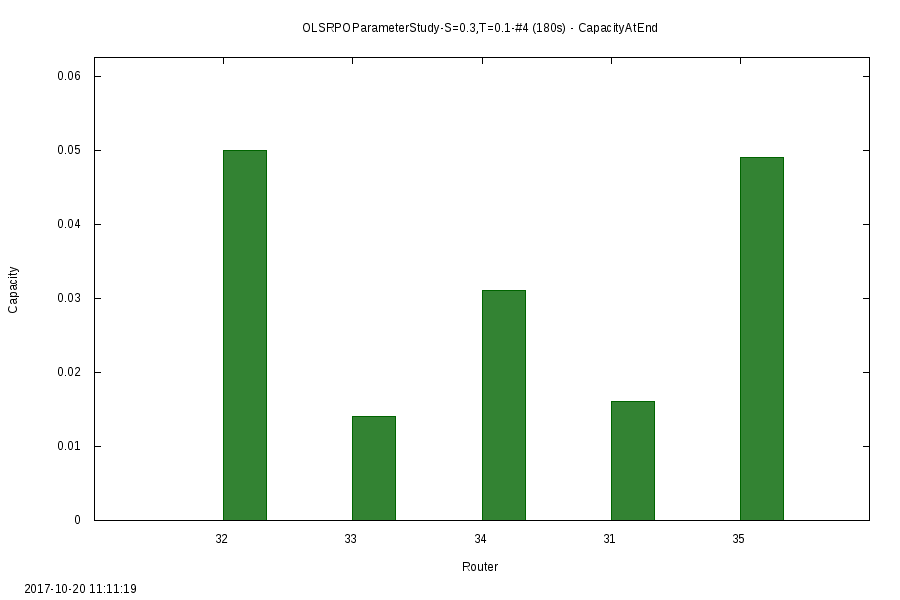 OLSRPOParameterStudy-S=0.3,T=0.1-#4 (180s) - CapacityAtEnd
0.06
0.05
0.04
0.03
0.02
0.01
0
Capacity
32 33 34 31 35
Router
2017-10-20 11:11:19